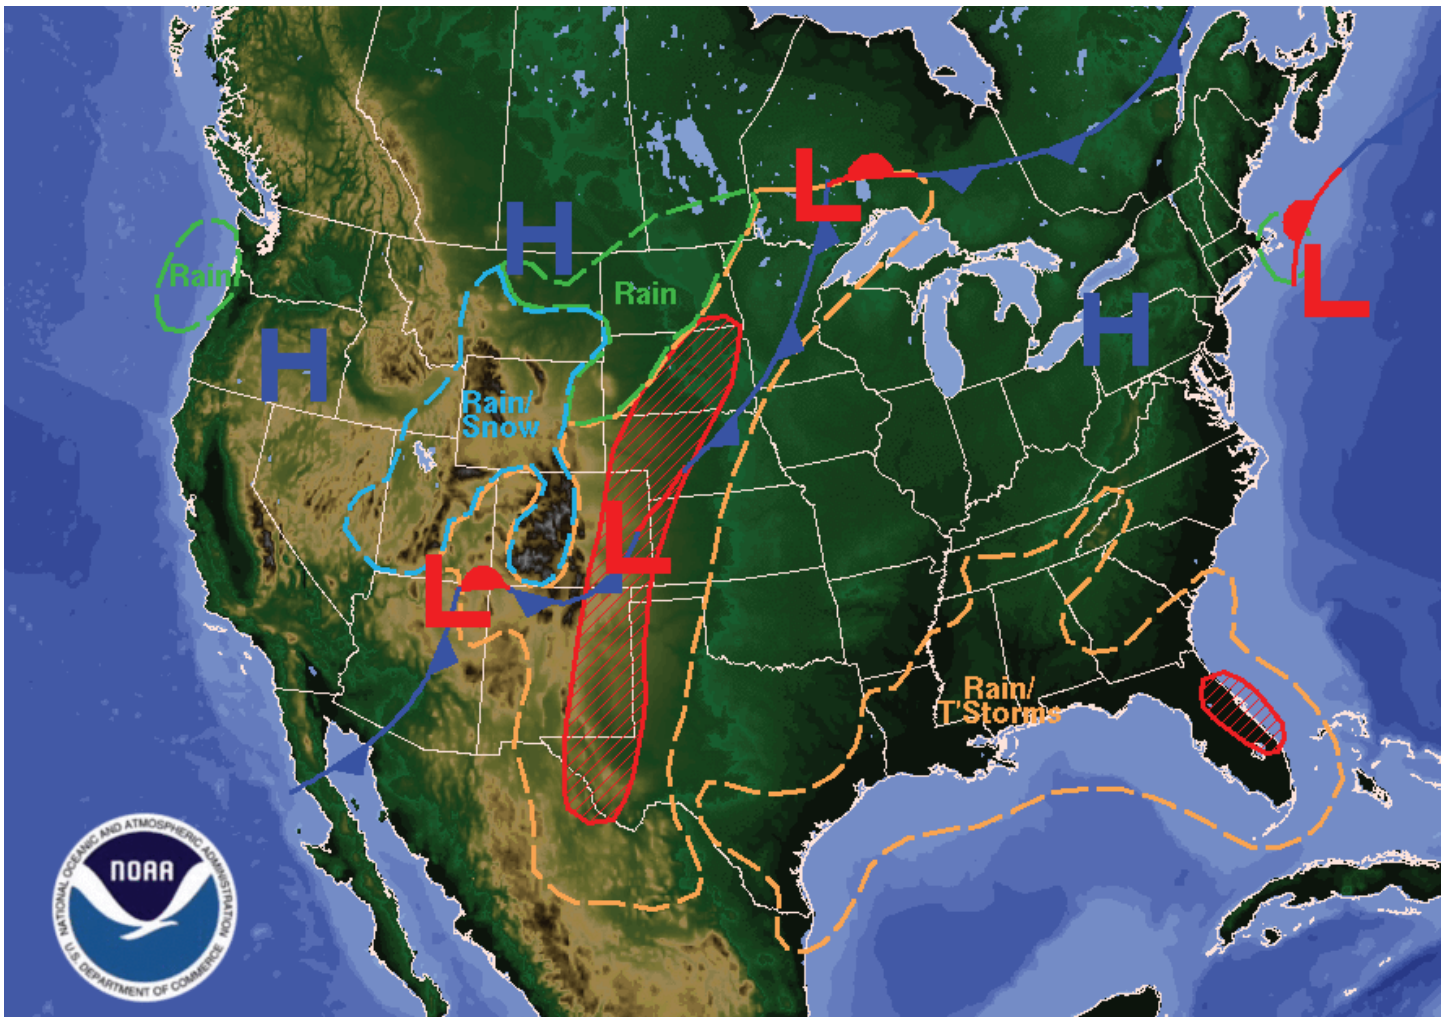 L
H
L
Rain
Rain
H
H
Rain/
Snow
L
L
Rain/
T'Storms
NATIONAL OCEANIC AND ATMOSPHERIC ADMINISTRATION
NOAA
U.S. DEPARTMENT OF COMMERCE